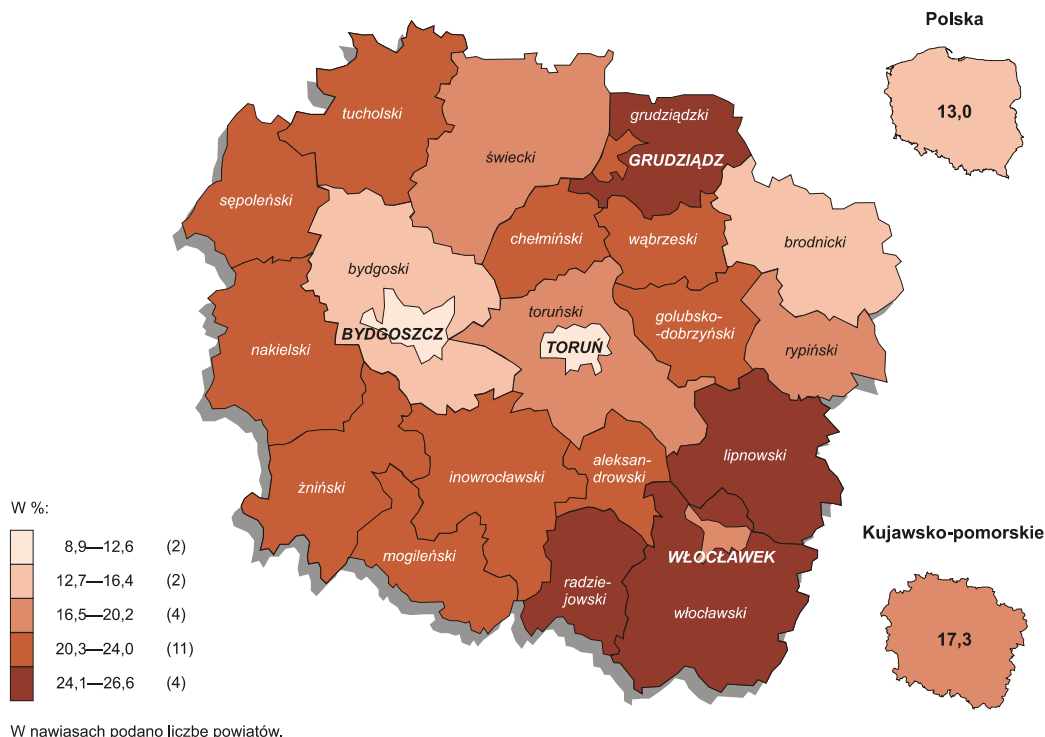 Polska
13,0
tucholski
grudziądzki
świecki
GRUDZIĄDZ
sępoleński
chełmiński
wąbrzeski
brodnicki
bydgoski
toruński
golubsko-
-dobrzyński
BYDGOSZCZ
TORUŃ
nakielski
rypiński
lipnowski
aleksan-
drowski
inowrocławski
żniński
mogileński
WŁOCŁAWEK
radzie-
jowski
włocławski
Kujawsko-pomorskie
17,3
W %:
8,9—12,6 (2)
12,7—16,4 (2)
16,5—20,2 (4)
20,3—24,0 (11)
24,1—26,6 (4)
W nawiasach podano liczbę powiatów.